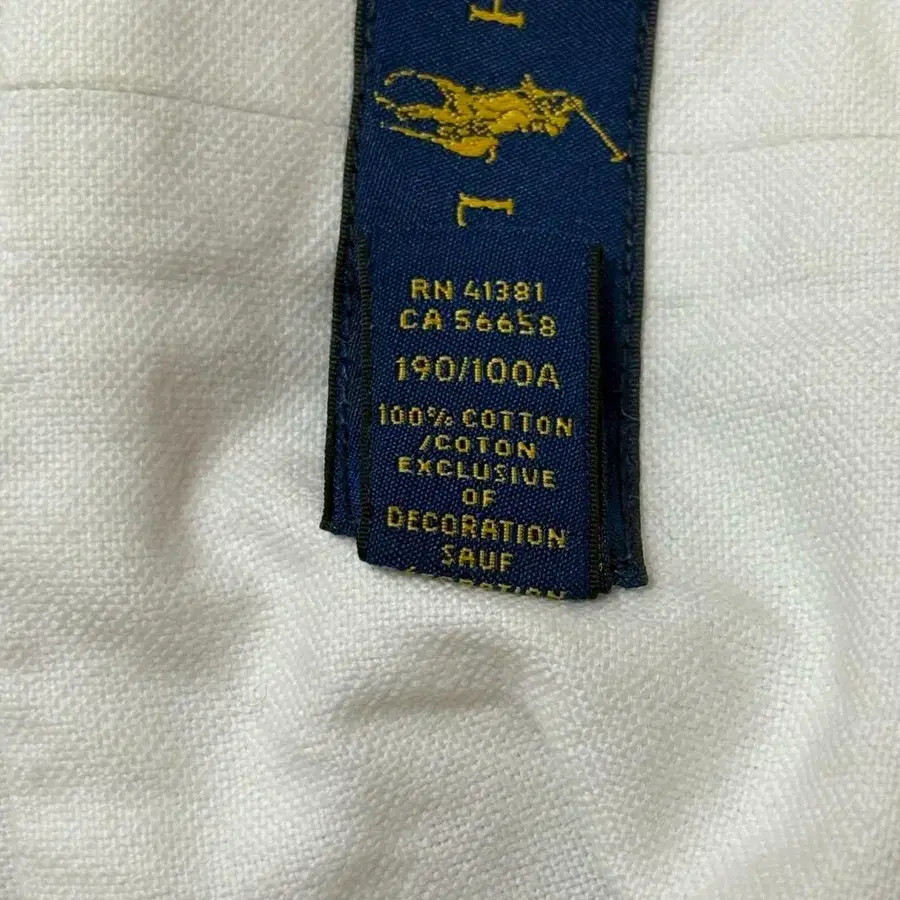 H
L
RN 41381
CA 56658
190/100A
100% COTTON
/COTON
EXCLUSIVE
OF
DECORATION
SAUF